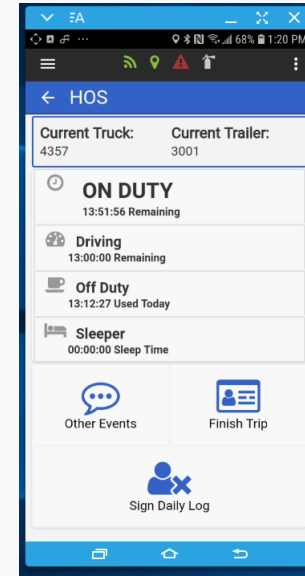 FA
68% 1:20 PM
HOS
Current Truck: Current Trailer:
4357 3001
ON DUTY
13:51:56 Remaining
Driving
13:00:00 Remaining
Off Duty
13:12:27 Used Today
Sleeper
00:00:00 Sleep Time
Other Events Finish Trip
Sign Daily Log